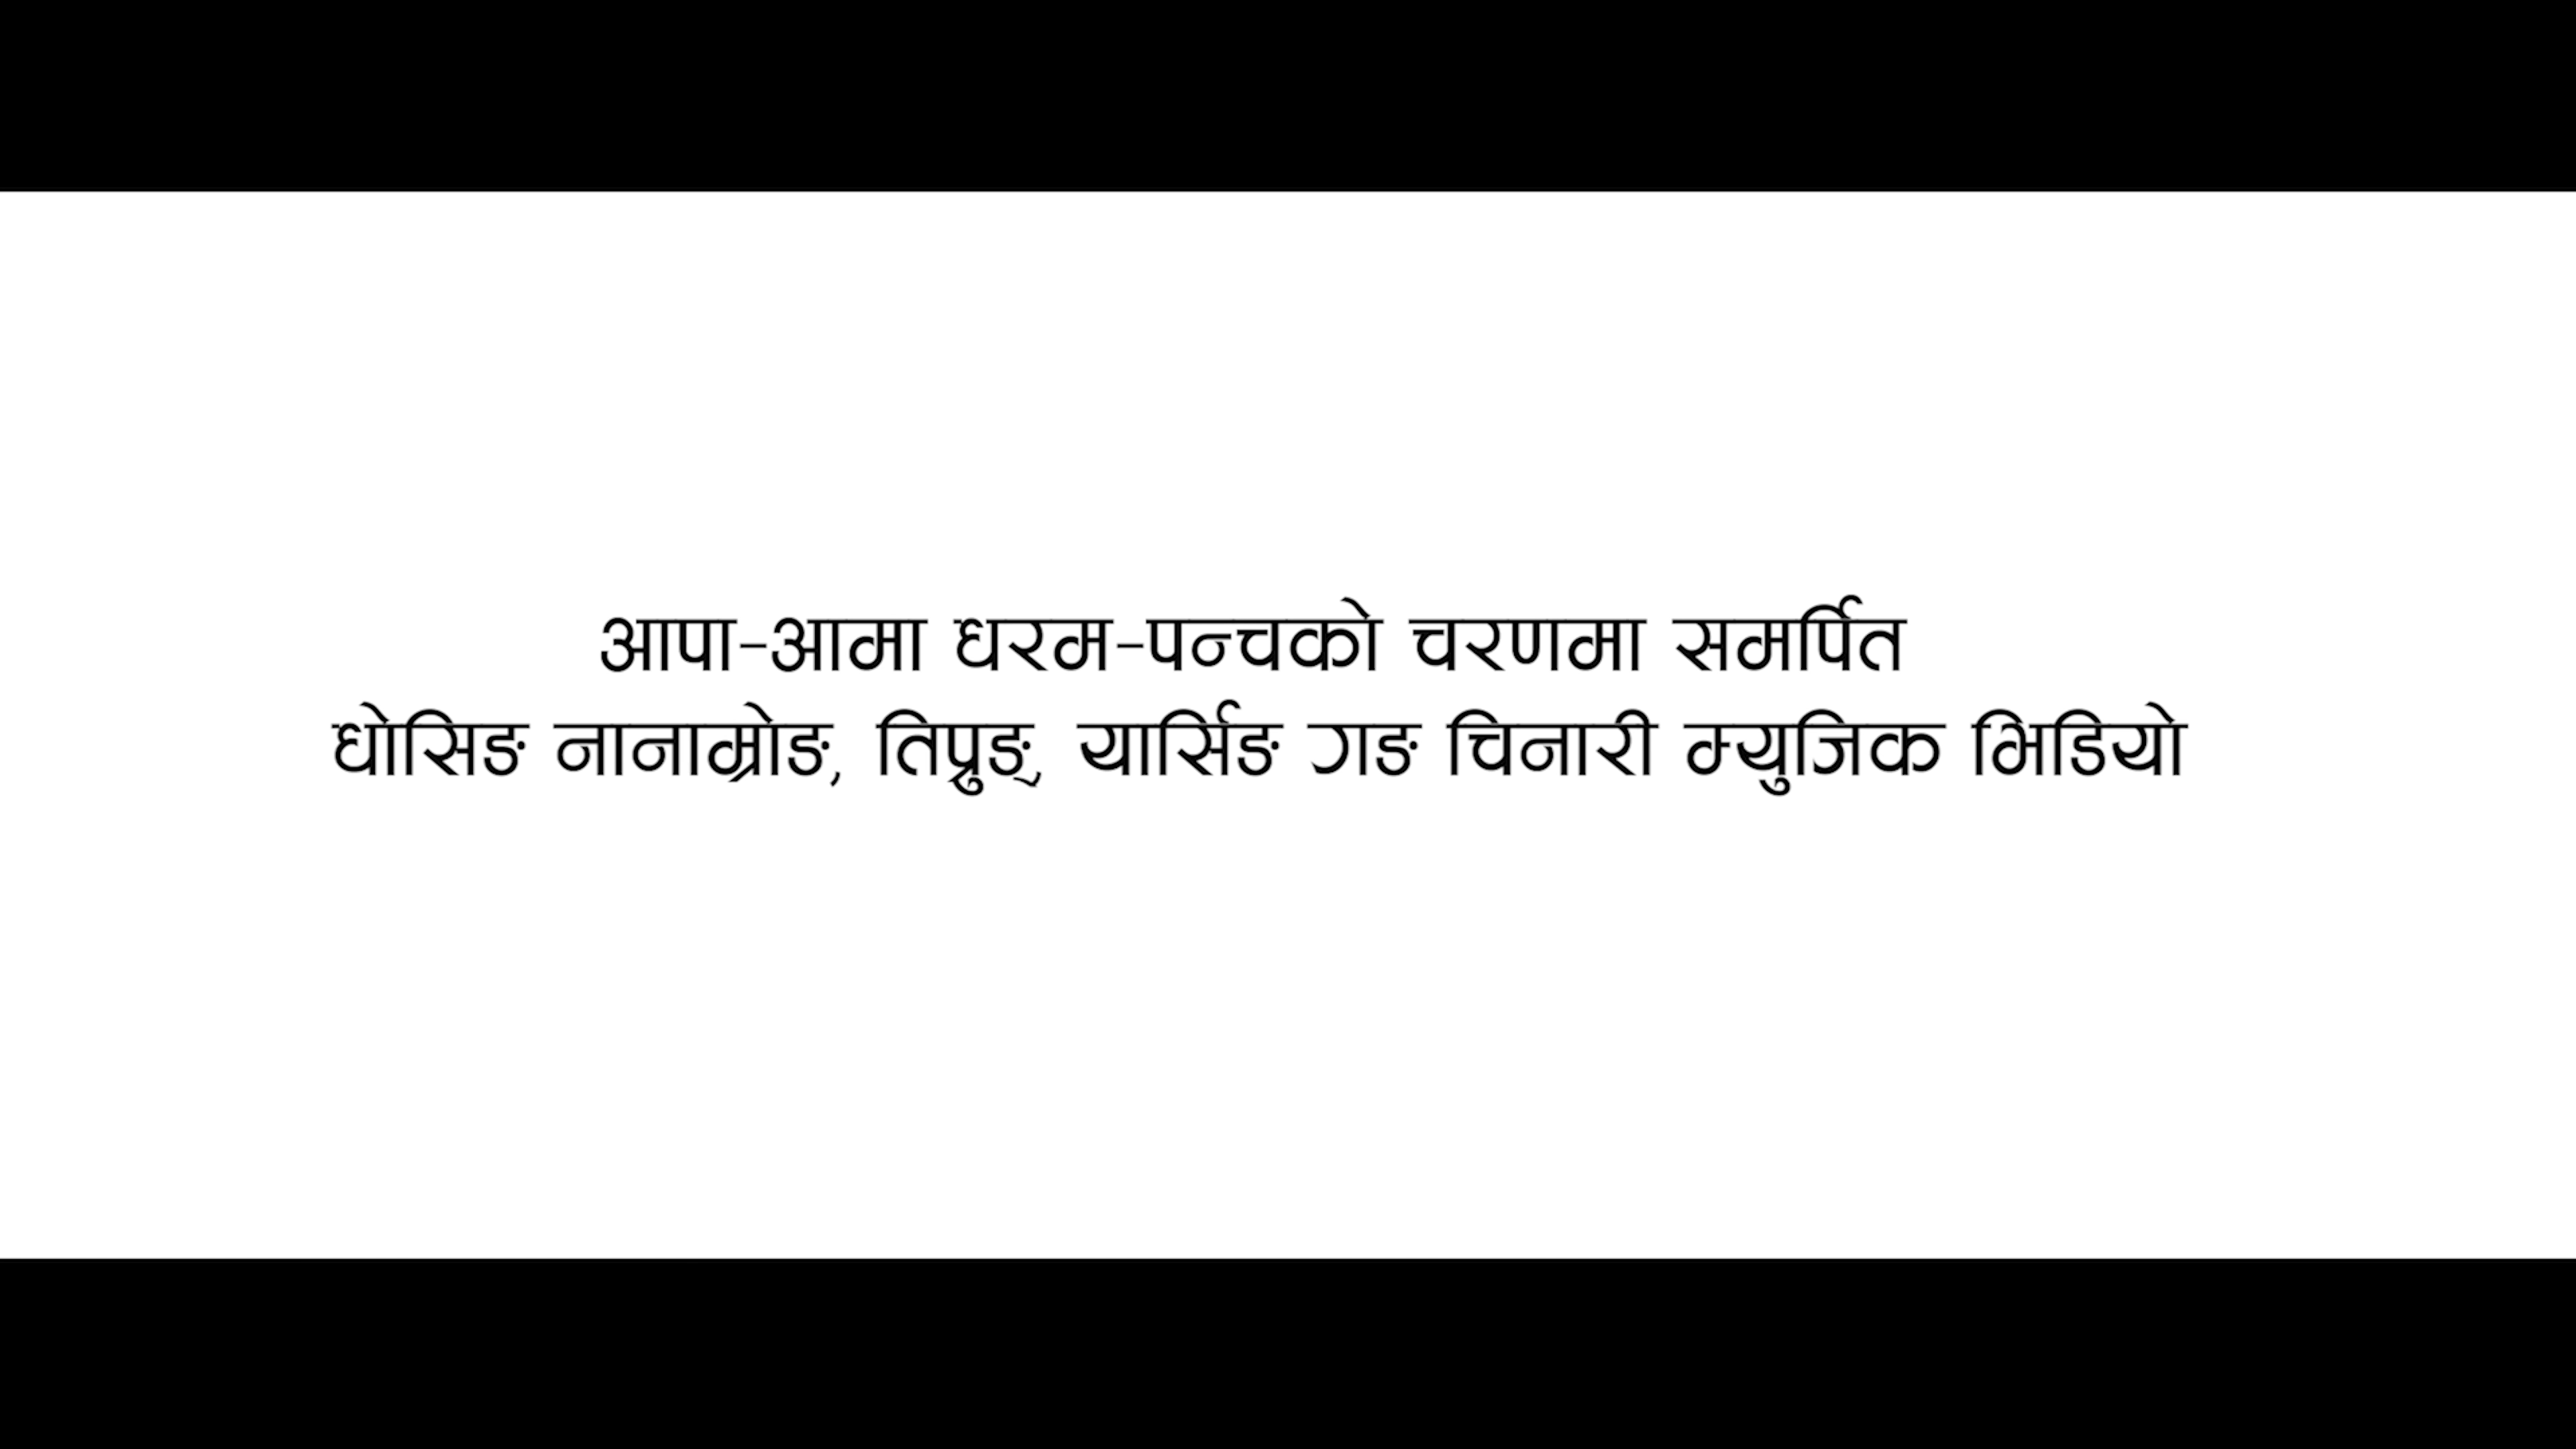 आपा-आमा धरम-पन्चको चरणमा समर्पित
धोसिङ नानाम्रोङ, तिप्रुङ्, यार्सिङ गङ चिनारी म्युजिक भिडियो